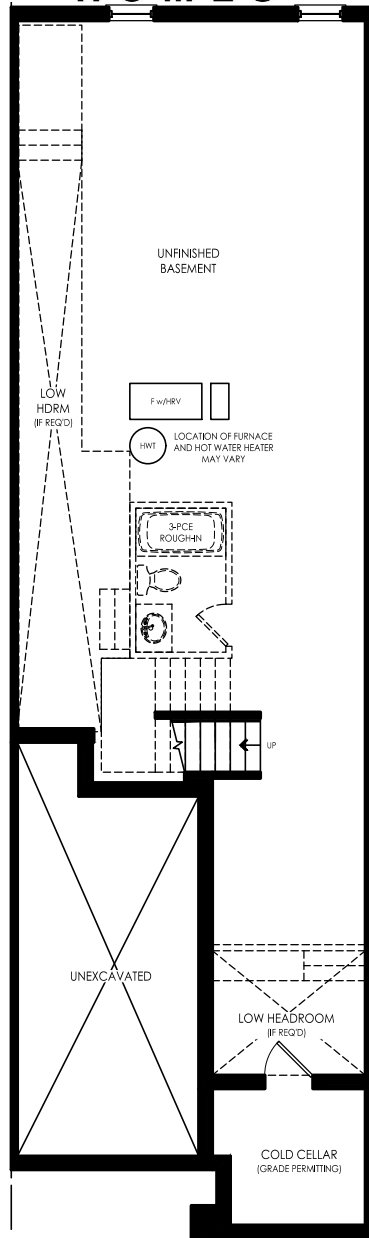 UNFINISHED
BASEMENT
LOW
HDRM
(IF REQ'D)
F w/HRV
HWT
LOCATION OF FURNACE
AND HOT WATER HEATER
MAY VARY
3-PCE
ROUGH-IN
UP
UNEXCAVATED
LOW HEADROOM
(IF REQ'D)
COLD CELLAR
(GRADE PERMITTING)